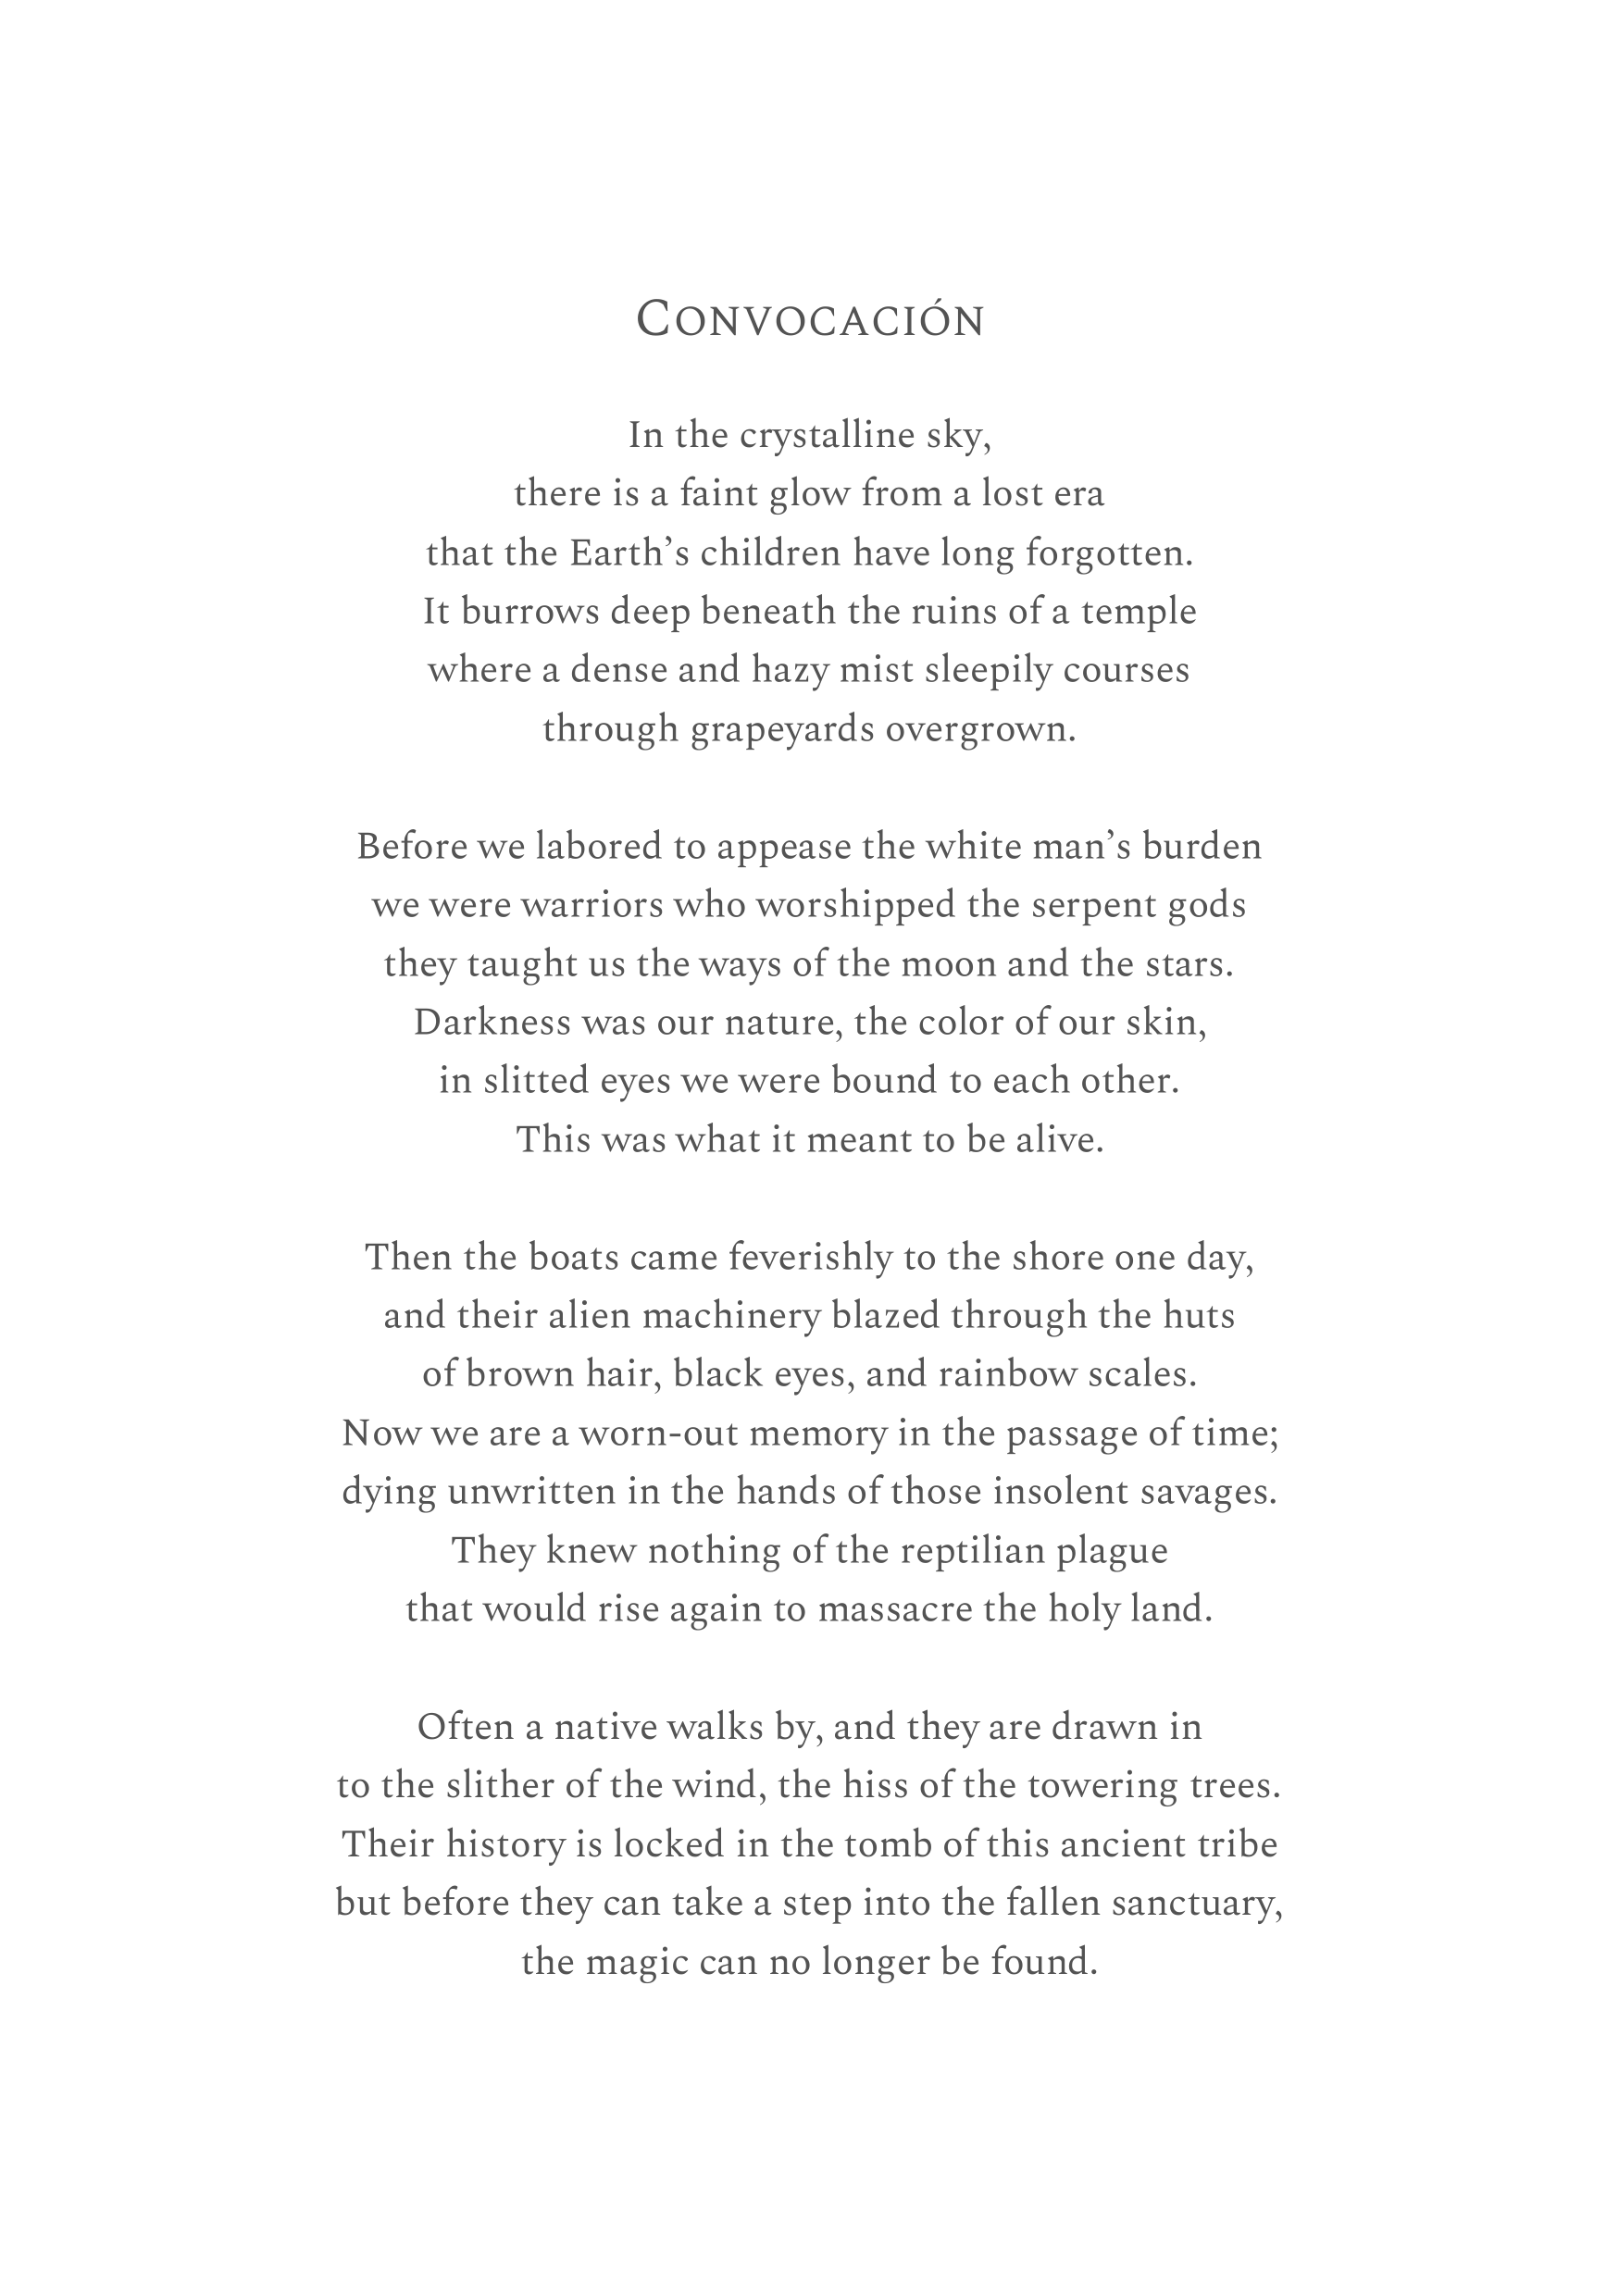 Convocación
In the crystalline sky,
there is a faint glow from a lost era
that the Earth’s children have long forgotten.
It burrows deep beneath the ruins of a temple
where a dense and hazy mist sleepily courses
through grapeyards overgrown.
Before we labored to appease the white man’s burden
we were warriors who worshipped the serpent gods
they taught us the ways of the moon and the stars.
Darkness was our nature, the color of our skin,
in slitted eyes we were bound to each other.
This was what it meant to be alive.
Then the boats came feverishly to the shore one day,
and their alien machinery blazed through the huts
of brown hair, black eyes, and rainbow scales.
Now we are a worn-out memory in the passage of time;
dying unwritten in the hands of those insolent savages.
They knew nothing of the reptilian plague
that would rise again to massacre the holy land.
Often a native walks by, and they are drawn in
to the slither of the wind, the hiss of the towering trees.
Their history is locked in the tomb of this ancient tribe
but before they can take a step into the fallen sanctuary,
the magic can no longer be found.